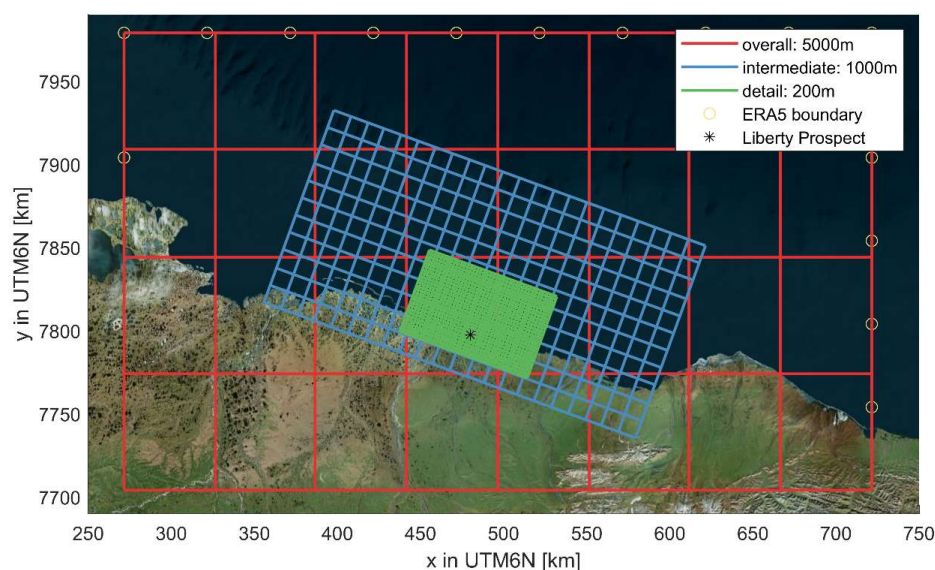 overall: 5000m
intermediate: 1000m
detail: 200m
ERA5 boundary
Liberty Prospect
7950
7900
7850
7800
7750
7700
y in UTM6N [km]
250 300 350 400 450 500 550 600 650 700 750
x in UTM6N [km]